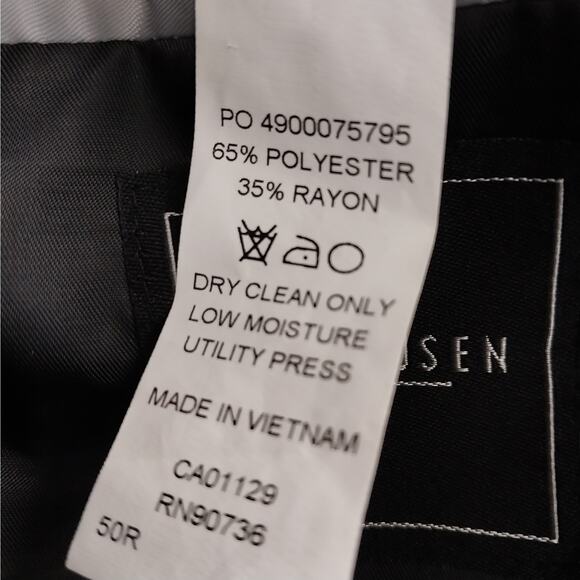 PO 4900075795
65% POLYESTER
35% RAYON
DRY CLEAN ONLY
LOW MOISTURE
UTILITY PRESS
MADE IN VIETNAM
CA01129
RN90736
50R